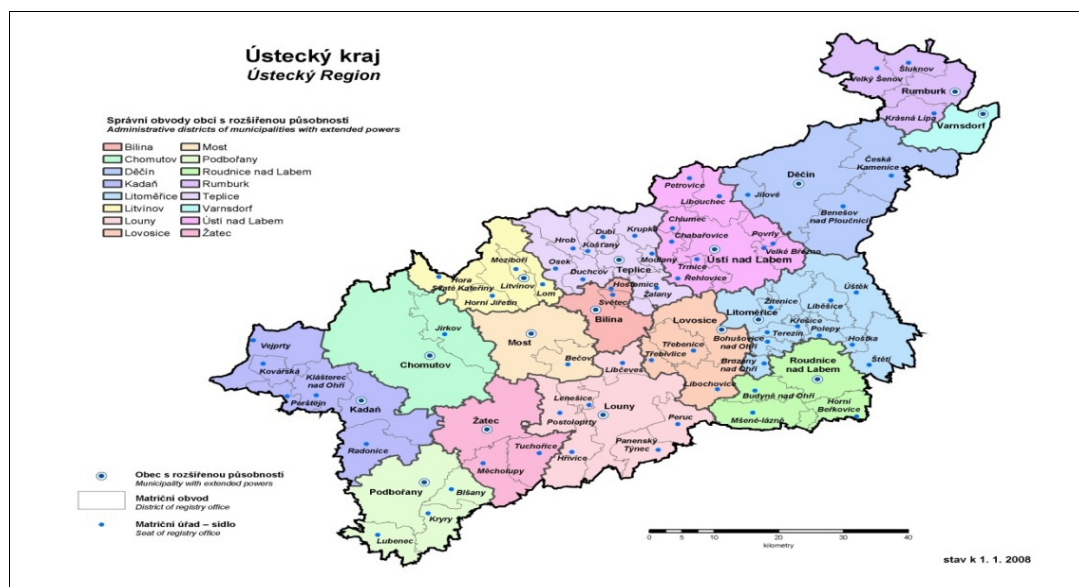 Ústecký kraj
Ústecký Region
Správní obvody obcí s rozšířenou působností
Administrative districts of municipalities with extended powers
Bílina
Most
Chomutov
Podbořany
Děčín
Roudnice nad Labem
Kadaň
Rumburk
Litoměřice
Teplice
Litvínov
Varnsdorf
Louny
Ústí nad Labem
Lovosice
Žatec
Šluknov
Velký Šenov
Rumburk
Krásná Lípa
Varnsdorf
Česká
Kamenice
Děčín
Jílové
Benešov
nad Ploučnicí
Petrovice
Libouchec
Chlumec
Chabařovice
Povrly
Velké Březno
Ústí nad Labem
Trmice
Řehlovice
Dubí
Krupka
Hrob
Košťany
Modlany
Osek
Teplice
Duchcov
Hostomice
Žalany
Světec
Bílina
Meziboří
Litvínov
Lom
Hora
Svaté Kateřiny
Horní Jiřetín
Most
Bečov
Jirkov
Chomutov
Vejprty
Kovářská
Klášterec
nad Ohří
Perštejn
Kadaň
Radonice
Úštěk
Žitenice
Liběšice
Litoměřice
Křešice
Terezín
Polepy
Hoštka
Štětí
Bohušovice
nad Ohří
Brozany
nad Ohří
Lovosice
Třebenice
Třebívlice
Libochovice
Libčeves
Roudnice
nad Labem
Budyně nad Ohří
Horní
Beřkovice
Mšené-lázně
Lenešice
Louny
Postoloprty
Peruc
Panenský
Týnec
Hřivice
Žatec
Tuchořice
Měcholupy
Podbořany
Blšany
Kryry
Lubenec
Obec s rozšířenou působností
Municipality with extended powers
Matriční obvod
District of registry office
Matriční úřad – sídlo
Seat of registry office
0 5 10 20 30 40
kilometry
stav k 1. 1. 2008